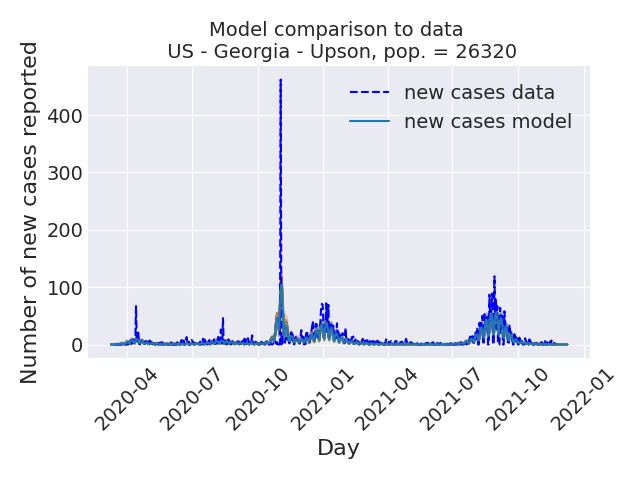 Model comparison to data
US - Georgia - Upson, pop. = 26320
Number of new cases reported
400
300
200
100
0
new cases data
new cases model
2020-04
2020-07
2020-10
2021-01
2021-04
2021-07
2021-10
2022-01
Day